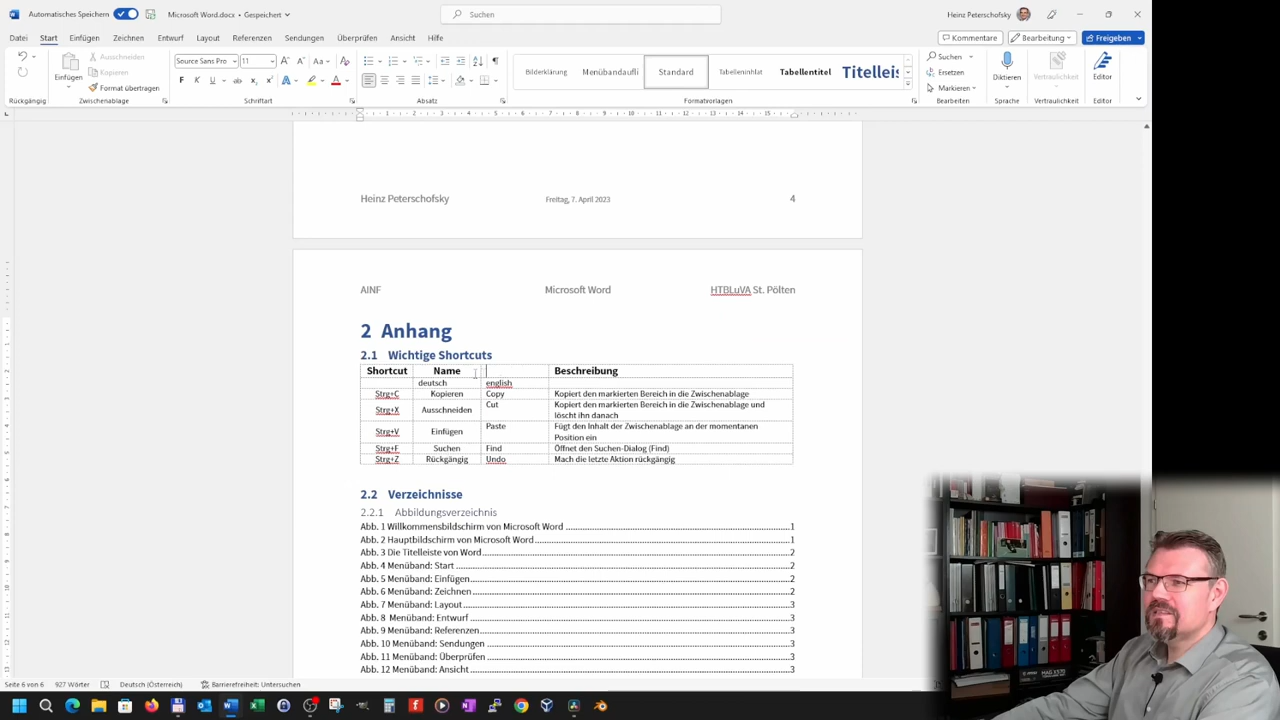 Automatisches Speichern
Microsoft Word.docx • Gespeichert
Suchen
Heinz Peterschofsky
Datei Start Einfügen Zeichnen Entwurf Layout Referenzen Sendungen Überprüfen Ansicht Hilfe
Kommentare Bearbeitung Freigeben
Einfügen
Ausschneiden
Kopieren
Format übertragen
Source Sans Pro 11
F K U
Bilderklärung Menübandaufli Standard Tabelleninhlat Tabellentitel Titelleis
Suchen
Ersetzen
Markieren
Diktieren
Vertraulichkeit
Editor
Rückgängig Zwischenablage Schriftart Absatz Formatvorlagen Bearbeiten Sprache Vertraulichkeit Editor
Heinz Peterschofsky Freitag, 7. April 2023 4
AINF Microsoft Word HTBLuVA St. Pölten
2 Anhang
2.1 Wichtige Shortcuts
Shortcut Name Beschreibung
deutsch english
Strg+C Kopieren Copy Kopiert den markierten Bereich in die Zwischenablage
Strg+X Ausschneiden Cut Kopiert den markierten Bereich in die Zwischenablage und
löscht ihn danach
Strg+V Einfügen Paste Fügt den Inhalt der Zwischenablage an der momentanen
Position ein
Strg+F Suchen Find Öffnet den Suchen-Dialog (Find)
Strg+Z Rückgängig Undo Mach die letzte Aktion rückgängig
2.2 Verzeichnisse
2.2.1 Abbildungsverzeichnis
Abb. 1 Willkommensbildschirm von Microsoft Word 1
Abb. 2 Hauptbildschirm von Microsoft Word 1
Abb. 3 Die Titelleiste von Word 2
Abb. 4 Menüband: Start 2
Abb. 5 Menüband: Einfügen 2
Abb. 6 Menüband: Zeichnen 2
Abb. 7 Menüband: Layout 3
Abb. 8 Menüband: Entwurf 3
Abb. 9 Menüband: Referenzen 3
Abb. 10 Menüband: Sendungen 3
Abb. 11 Menüband: Überprüfen 3
Abb. 12 Menüband: Ansicht 3
Seite 6 von 6 927 Wörter Deutsch (Österreich) Barrierefreiheit: Untersuchen